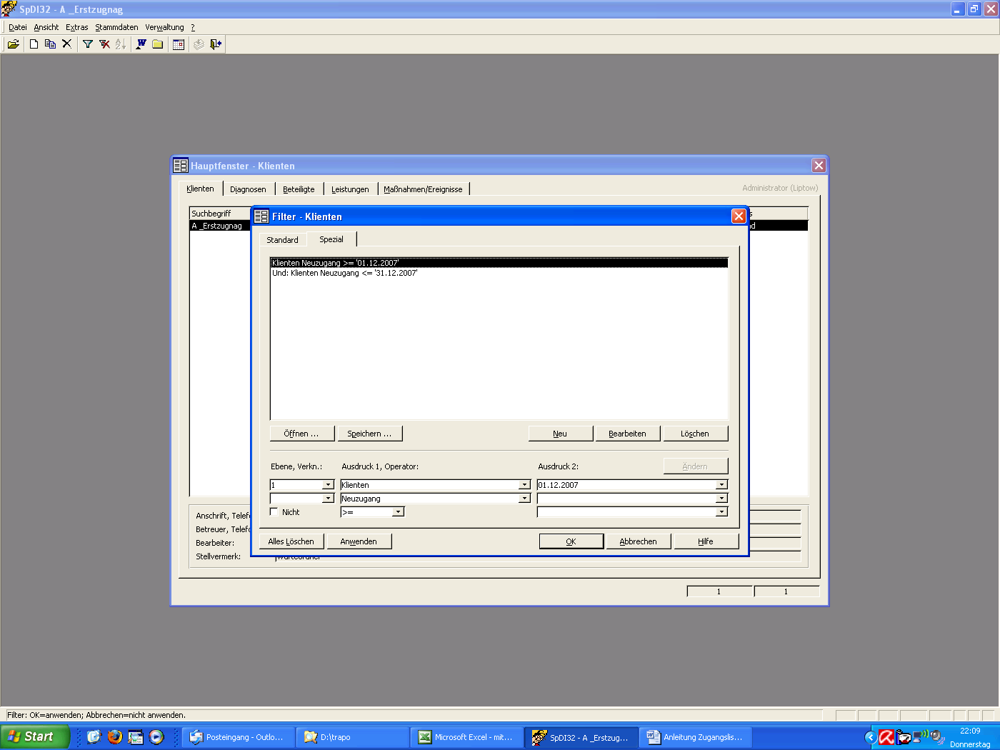 SpDI32 - A _Erstzugnag
Datei Ansicht Extras Stammdaten Verwaltung ?
Hauptfenster - Klienten
Klienten Diagnosen Beteiligte Leistungen Maßnahmen/Ereignisse Administrator (Liptow)
Suchbegriff
A _Erstzugnag
Filter - Klienten
Standard Spezial
Klienten Neuzugang >= '01.12.2007'
Und: Klienten Neuzugang <= '31.12.2007'
Öffnen ... Speichern ... Neu Bearbeiten Löschen
Ebene, Verkn.: Ausdruck 1, Operator: Ausdruck 2: Ändern
1 Klienten 01.12.2007
Neuzugang
Nicht >=
Alles Löschen Anwenden OK Abbrechen Hilfe
Anschrift, Telef
Betreuer, Telefo
Bearbeiter:
Stellvermerk:
1 1
Filter: OK=anwenden; Abbrechen=nicht anwenden.
Start Posteingang - Outlo... D:\trapo Microsoft Excel - mit... SpDI32 - A _Erstzug... Anleitung Zugangslis... 22:09
Donnerstag